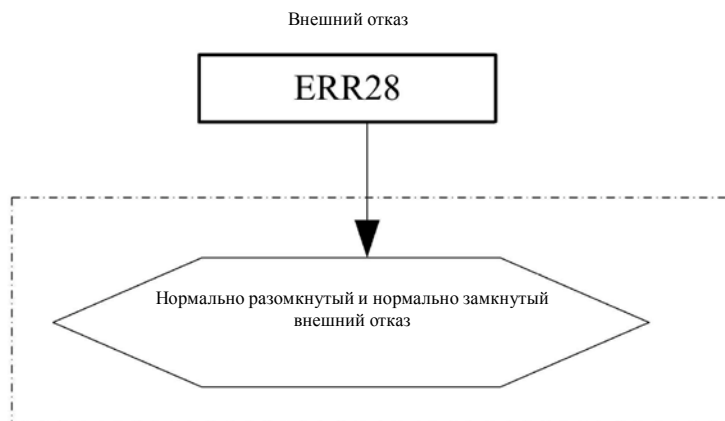 Внешний отказ
ERR28
Нормально разомкнутый и нормально замкнутый
внешний отказ